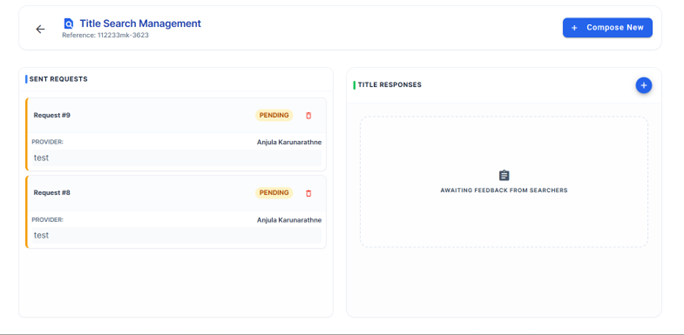 Title Search Management
Reference: 112233mk-3623
+ Compose New
SENT REQUESTS
Request #9
PENDING
PROVIDER:
Anjula Karunarathne
test
Request #8
PENDING
PROVIDER:
Anjula Karunarathne
test
TITLE RESPONSES
+
AWAITING FEEDBACK FROM SEARCHERS